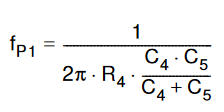 f_P1 = 1 / (2π · R_4 · (C_4 · C_5) / (C_4 + C_5))